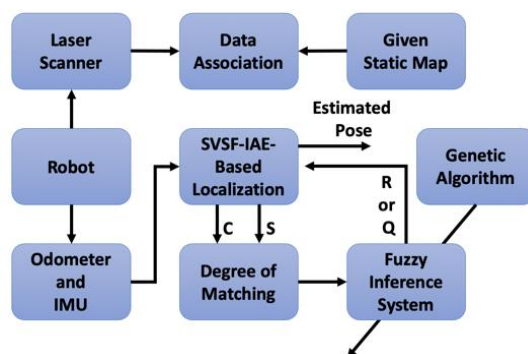 Laser
Scanner
Data
Association
Given
Static Map
Estimated
Pose
Robot
SVSF-IAE-
Based
Localization
Genetic
Algorithm
R
or
Q
C
S
Odometer
and
IMU
Degree of
Matching
Fuzzy
Inference
System